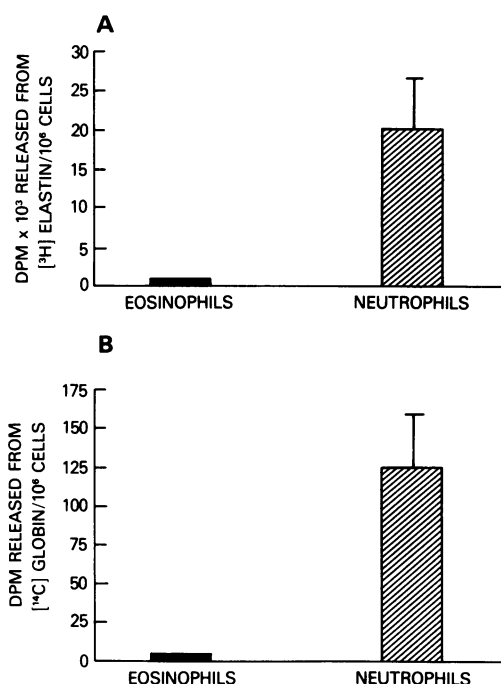 A
DPM x 10³ RELEASED FROM
[³H] ELASTIN/10⁶ CELLS
30
25
20
15
10
5
0
EOSINOPHILS NEUTROPHILS
B
DPM RELEASED FROM
[¹⁴C] GLOBIN/10⁶ CELLS
175
150
125
100
75
50
25
0
EOSINOPHILS NEUTROPHILS